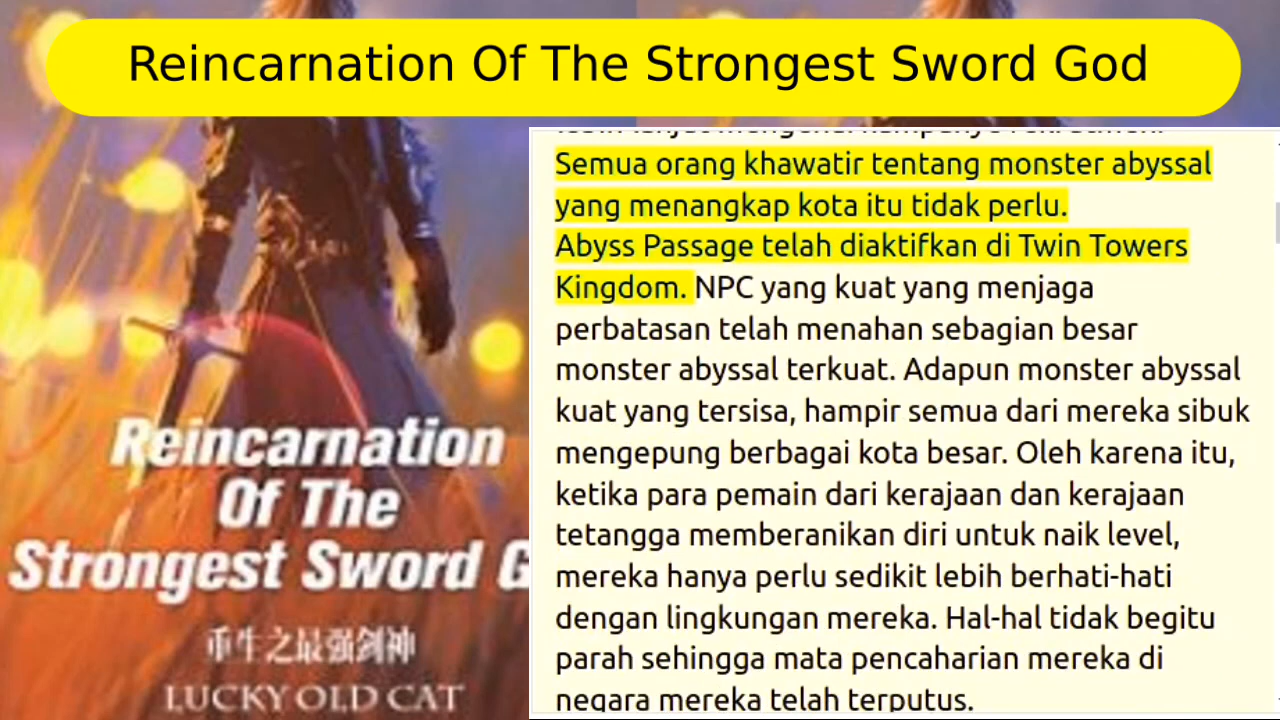 Reincarnation Of The Strongest Sword God
Semua orang khawatir tentang monster abyssal
yang menangkap kota itu tidak perlu.
Abyss Passage telah diaktifkan di Twin Towers
Kingdom. NPC yang kuat yang menjaga
perbatasan telah menahan sebagian besar
monster abyssal terkuat. Adapun monster abyssal
kuat yang tersisa, hampir semua dari mereka sibuk
mengepung berbagai kota besar. Oleh karena itu,
ketika para pemain dari kerajaan dan kerajaan
tetangga memberanikan diri untuk naik level,
mereka hanya perlu sedikit lebih berhati-hati
dengan lingkungan mereka. Hal-hal tidak begitu
parah sehingga mata pencaharian mereka di
negara mereka telah terputus.
Reincarnation
Of The
Strongest Sword G
重生之最强剑神
LUCKY OLD CAT